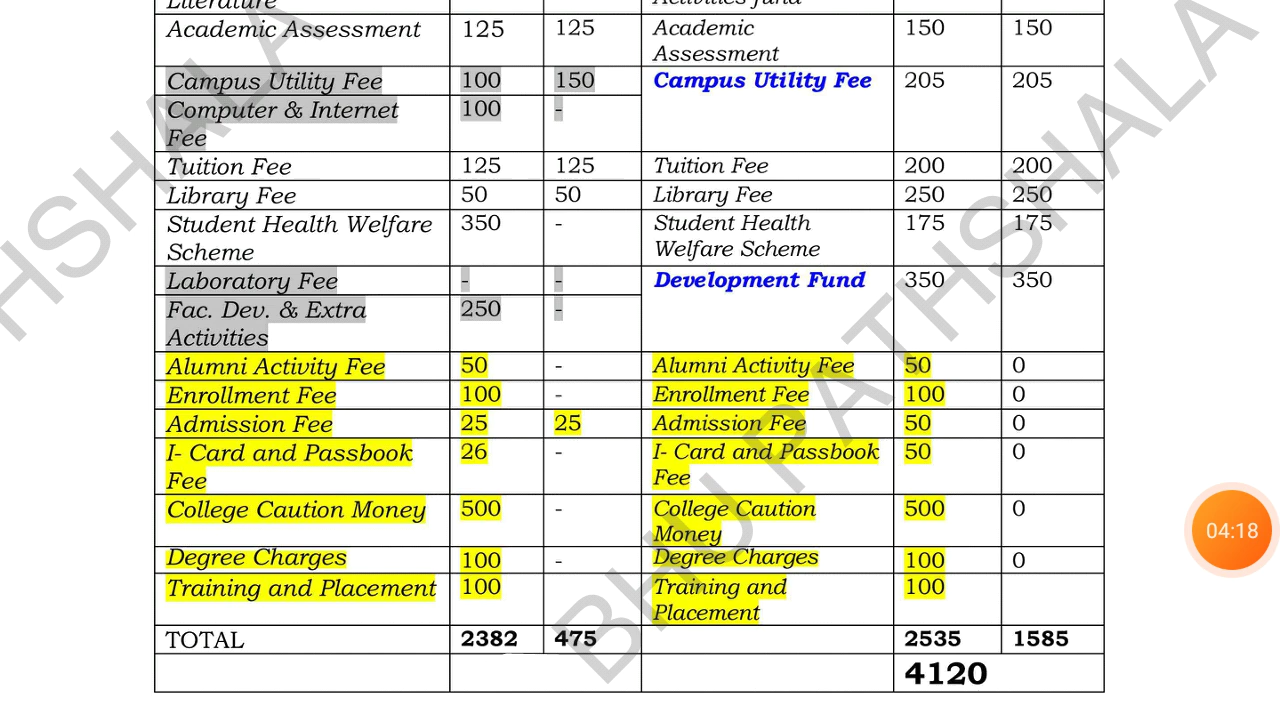 Literature Activities fund
Academic Assessment 125 125 Academic
Assessment 150 150
Campus Utility Fee 100 150 Campus Utility Fee 205 205
Computer & Internet 100 -
Fee
Tuition Fee 125 125 Tuition Fee 200 200
Library Fee 50 50 Library Fee 250 250
Student Health Welfare 350 - Student Health 175 175
Scheme Welfare Scheme
Laboratory Fee - - Development Fund 350 350
Fac. Dev. & Extra 250 -
Activities
Alumni Activity Fee 50 - Alumni Activity Fee 50 0
Enrollment Fee 100 - Enrollment Fee 100 0
Admission Fee 25 25 Admission Fee 50 0
I- Card and Passbook 26 - I- Card and Passbook 50 0
Fee Fee
College Caution Money 500 - College Caution 500 0
Money
Degree Charges 100 - Degree Charges 100 0
Training and Placement 100 Training and 100
Placement
TOTAL 2382 475 2535 1585
4120
HSHALA
BHU PATHSHALA
04:18